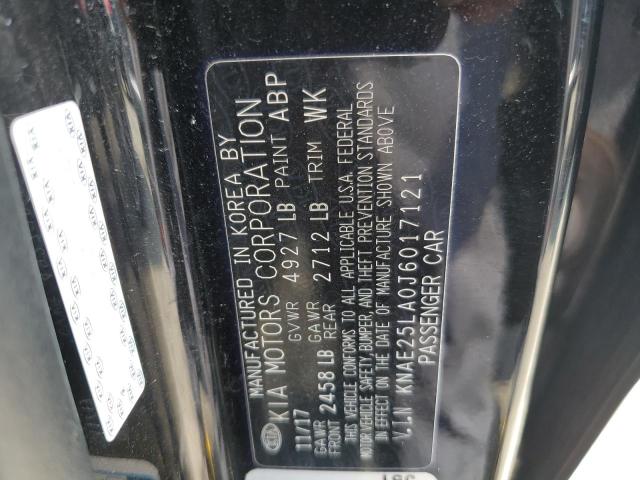 MANUFACTURED IN KOREA BY
KIA KIA MOTORS CORPORATION
11/17 GVWR 4927 LB PAINT ABP
GAWR FRONT 2458 LB GAWR REAR 2712 LB TRIM WK
THIS VEHICLE CONFORMS TO ALL APPLICABLE U.S.A. FEDERAL
MOTOR VEHICLE SAFETY, BUMPER, AND THEFT PREVENTION STANDARDS
IN EFFECT ON THE DATE OF MANUFACTURE SHOWN ABOVE
V.I.N KNAE25LA0J6017121
PASSENGER CAR